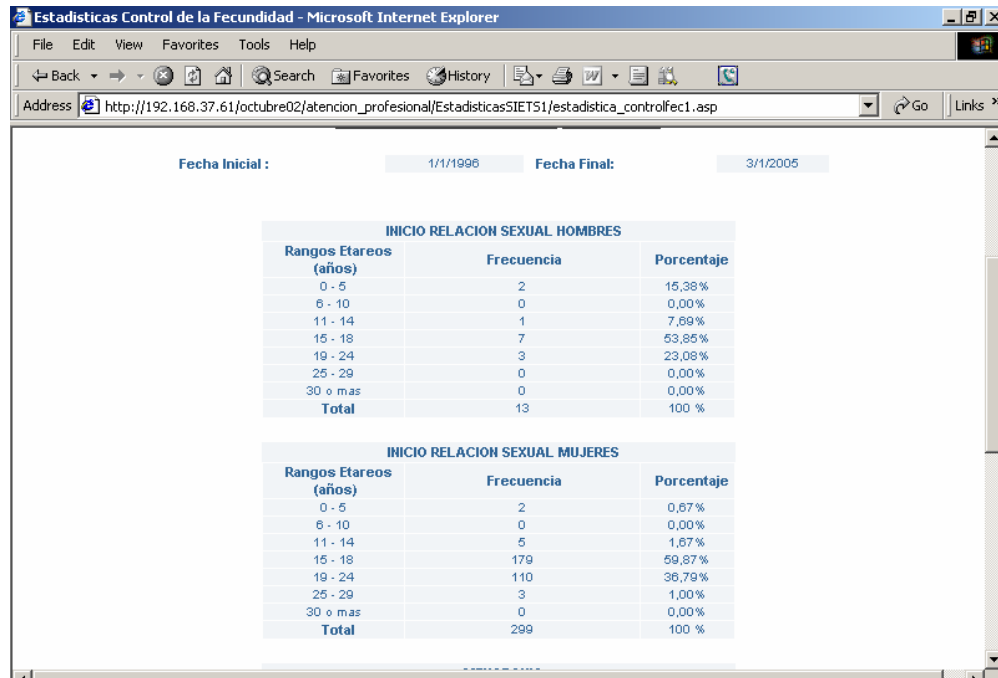 Estadisticas Control de la Fecundidad - Microsoft Internet Explorer
File Edit View Favorites Tools Help
Back Search Favorites History
Address http://192.168.37.61/octubre02/atencion_profesional/EstadisticasSIETS1/estadistica_controlfec1.asp Go Links
Fecha Inicial : 1/1/1996 Fecha Final: 3/1/2005
INICIO RELACION SEXUAL HOMBRES
Rangos Etareos (años) Frecuencia Porcentaje
0 - 5 2 15,38%
6 - 10 0 0,00%
11 - 14 1 7,69%
15 - 18 7 53,85%
19 - 24 3 23,08%
25 - 29 0 0,00%
30 o mas 0 0,00%
Total 13 100 %
INICIO RELACION SEXUAL MUJERES
Rangos Etareos (años) Frecuencia Porcentaje
0 - 5 2 0,67%
6 - 10 0 0,00%
11 - 14 5 1,67%
15 - 18 179 59,87%
19 - 24 110 36,79%
25 - 29 3 1,00%
30 o mas 0 0,00%
Total 299 100 %